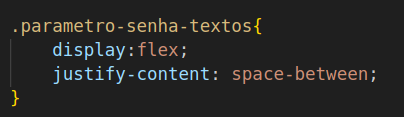 .parametro-senha-textos{
    display:flex;
    justify-content: space-between;
}